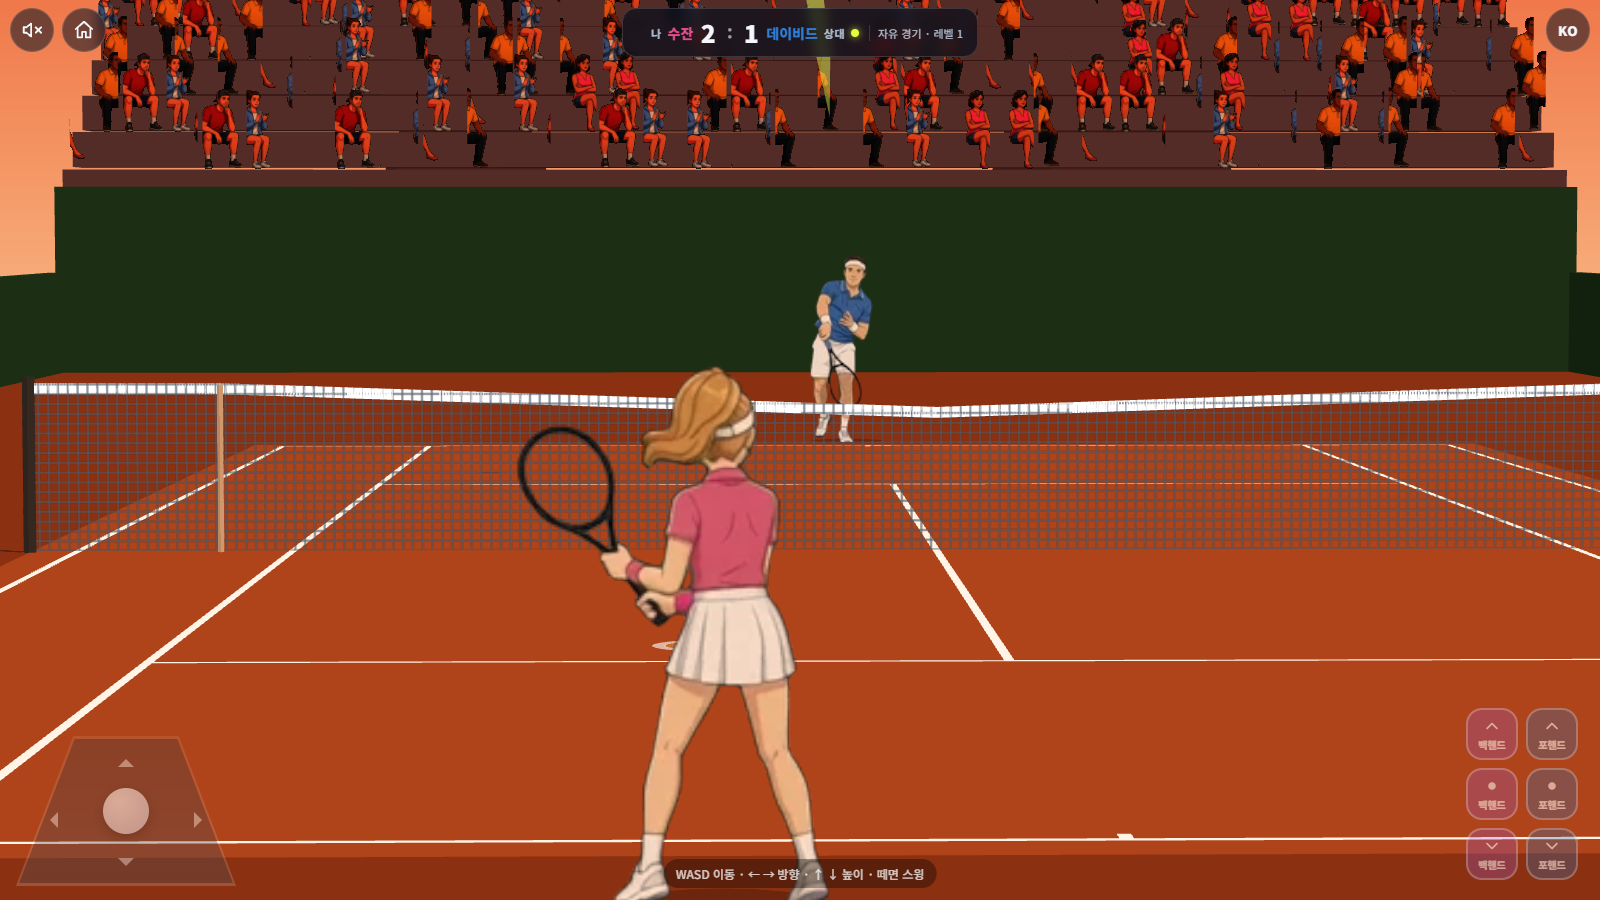 나 수잔 2 : 1 데이비드 상대 자유 경기 · 레벨 1
KO
백핸드 포핸드
백핸드 포핸드
백핸드 포핸드
WASD 이동 · ←→ 방향 · ↑↓ 높이 · 떼면 스윙